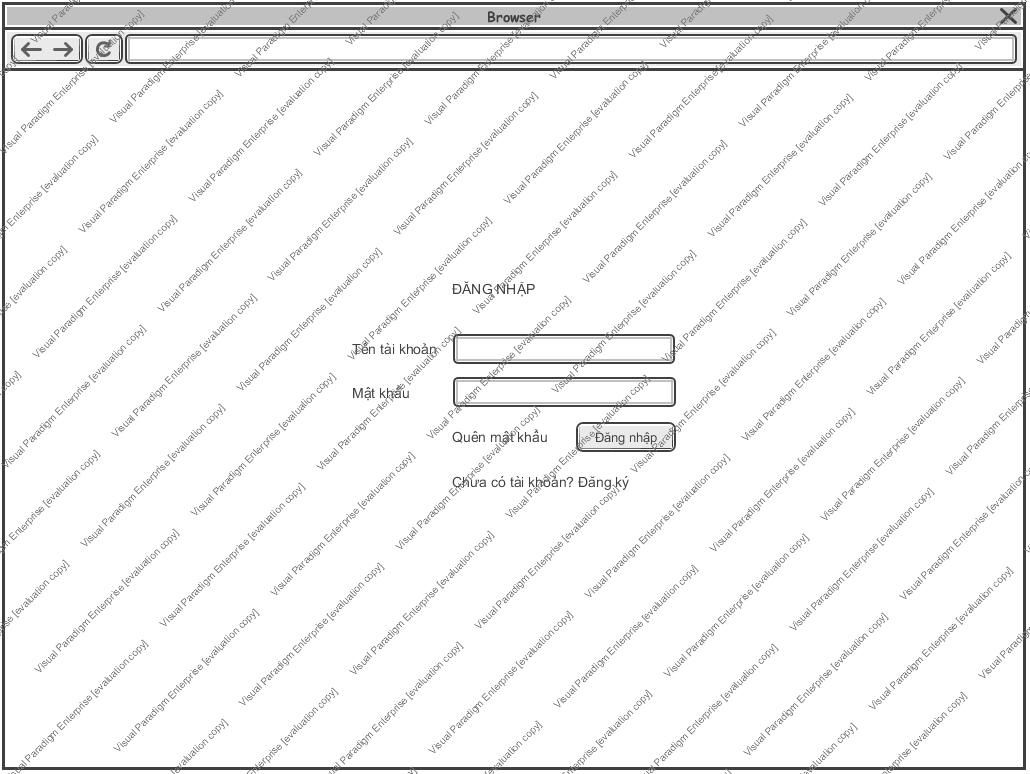 Browser
ĐĂNG NHẬP
Tên tài khoản
Mật khẩu
Quên mật khẩu
Đăng nhập
Chưa có tài khoản? Đăng ký
Visual Paradigm Enterprise [evaluation copy]